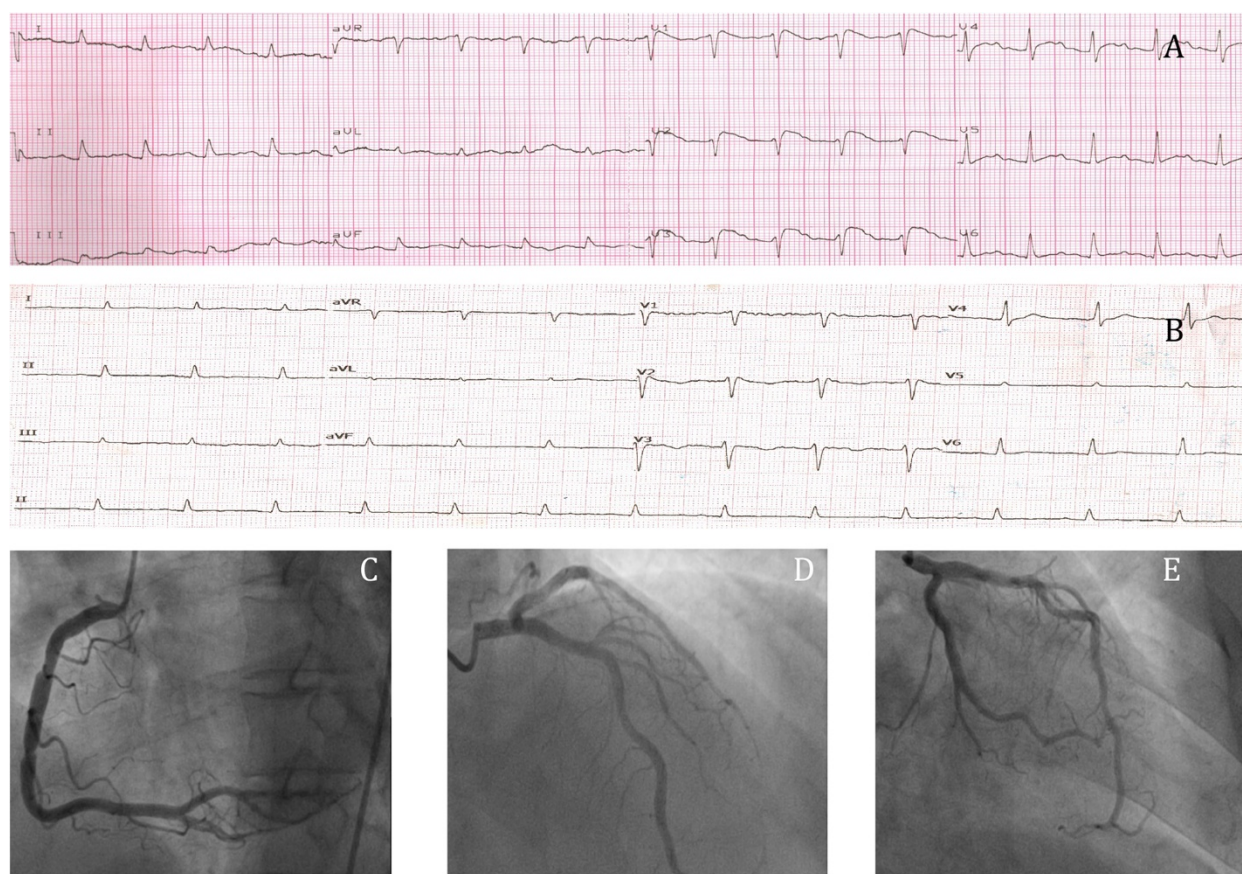 I aVR V1 V4
A
II aVL V2 V5
III aVF V3 V6
I aVR V1 V4
B
II aVL V2 V5
III aVF V3 V6
II
C D E